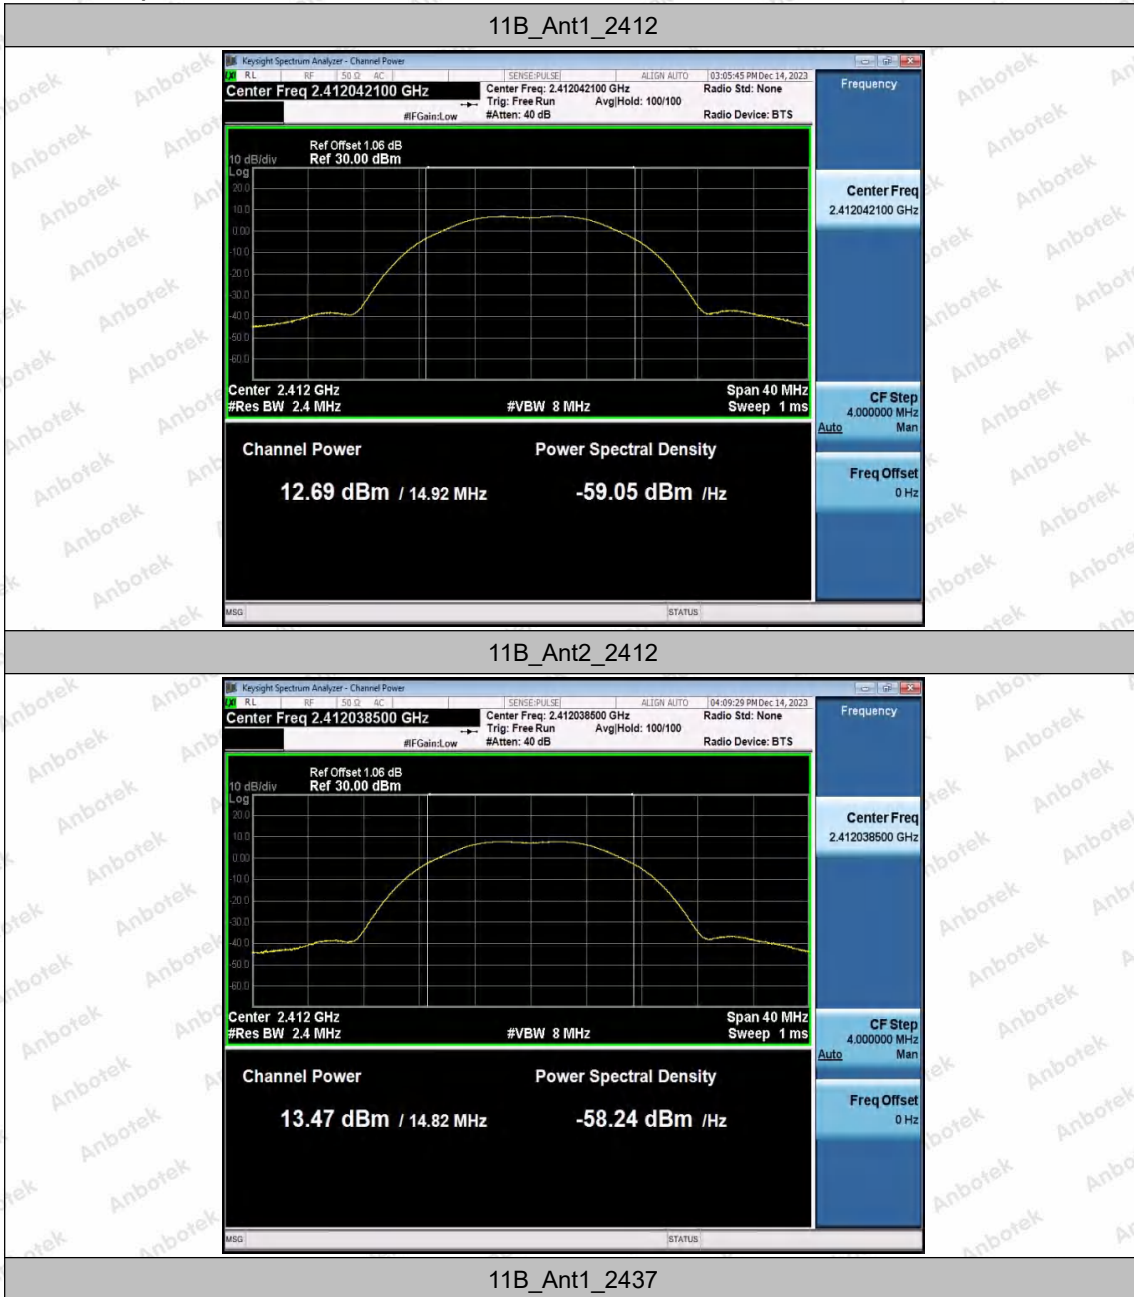 11B_Ant1_2412
Keysight Spectrum Analyzer - Channel Power
RL RF 50 Ω AC SENSE:PULSE ALIGN AUTO 03:05:45 PM Dec 14, 2023
Center Freq 2.412042100 GHz
Center Freq: 2.412042100 GHz Radio Std: None
Trig: Free Run Avg|Hold: 100/100
#IFGain:Low #Atten: 40 dB Radio Device: BTS
Frequency
Ref Offset 1.06 dB
10 dB/div Ref 30.00 dBm
Log
20.0
10.0
0.00
-10.0
-20.0
-30.0
-40.0
-50.0
-60.0
Center Freq
2.412042100 GHz
Center 2.412 GHz Span 40 MHz
#Res BW 2.4 MHz #VBW 8 MHz Sweep 1 ms
CF Step
4.000000 MHz
Auto Man
Channel Power Power Spectral Density
12.69 dBm / 14.92 MHz -59.05 dBm /Hz
Freq Offset
0 Hz
MSG STATUS
11B_Ant2_2412
Keysight Spectrum Analyzer - Channel Power
RL RF 50 Ω AC SENSE:PULSE ALIGN AUTO 04:09:29 PM Dec 14, 2023
Center Freq 2.412038500 GHz
Center Freq: 2.412038500 GHz Radio Std: None
Trig: Free Run Avg|Hold: 100/100
#IFGain:Low #Atten: 40 dB Radio Device: BTS
Frequency
Ref Offset 1.06 dB
10 dB/div Ref 30.00 dBm
Log
20.0
10.0
0.00
-10.0
-20.0
-30.0
-40.0
-50.0
-60.0
Center Freq
2.412038500 GHz
Center 2.412 GHz Span 40 MHz
#Res BW 2.4 MHz #VBW 8 MHz Sweep 1 ms
CF Step
4.000000 MHz
Auto Man
Channel Power Power Spectral Density
13.47 dBm / 14.82 MHz -58.24 dBm /Hz
Freq Offset
0 Hz
MSG STATUS
11B_Ant1_2437